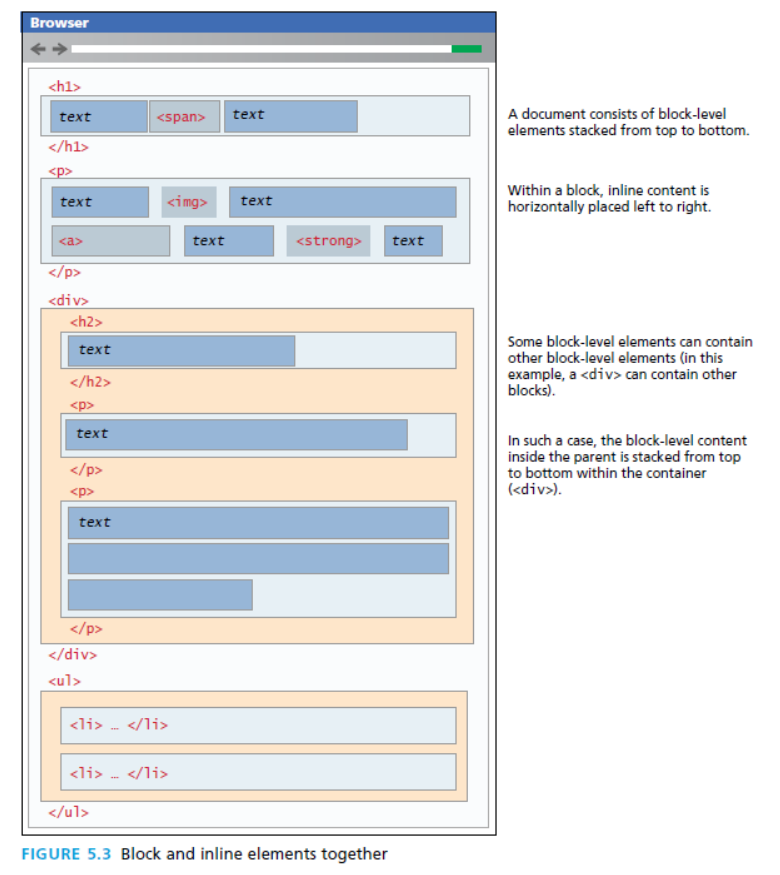 Browser
<h1>
text <span> text
</h1>
<p>
text <img> text
<a> text <strong> text
</p>
<div>
<h2>
text
</h2>
<p>
text
</p>
<p>
text
</p>
</div>
<ul>
<li> … </li>
<li> … </li>
</ul>
A document consists of block-level
elements stacked from top to bottom.
Within a block, inline content is
horizontally placed left to right.
Some block-level elements can contain
other block-level elements (in this
example, a <div> can contain other
blocks).
In such a case, the block-level content
inside the parent is stacked from top
to bottom within the container
(<div>).
FIGURE 5.3 Block and inline elements together